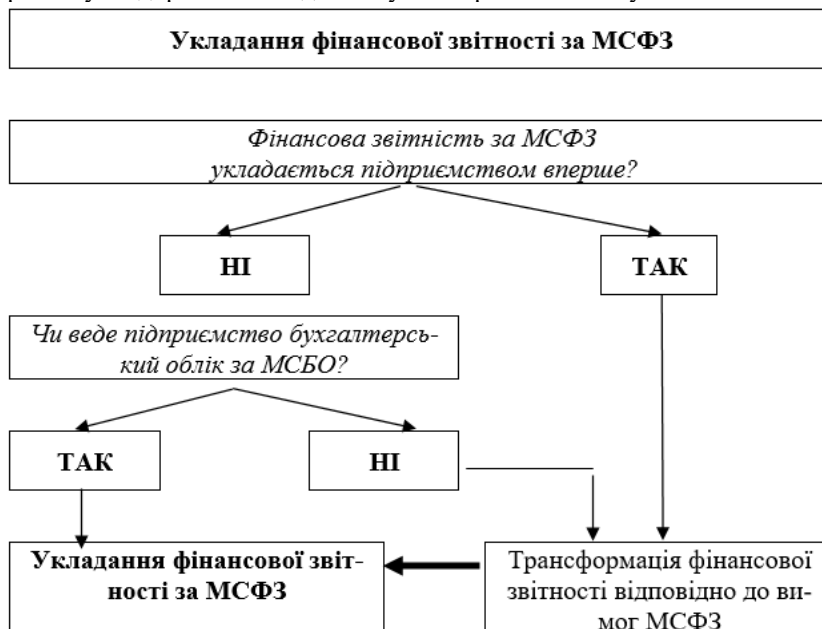 Укладання фінансової звітності за МСФЗ
Фінансова звітність за МСФЗ
укладається підприємством вперше?
НІ
ТАК
Чи веде підприємство бухгалтерсь-
кий облік за МСБО?
ТАК
НІ
Укладання фінансової звіт-
ності за МСФЗ
Трансформація фінансової
звітності відповідно до ви-
мог МСФЗ